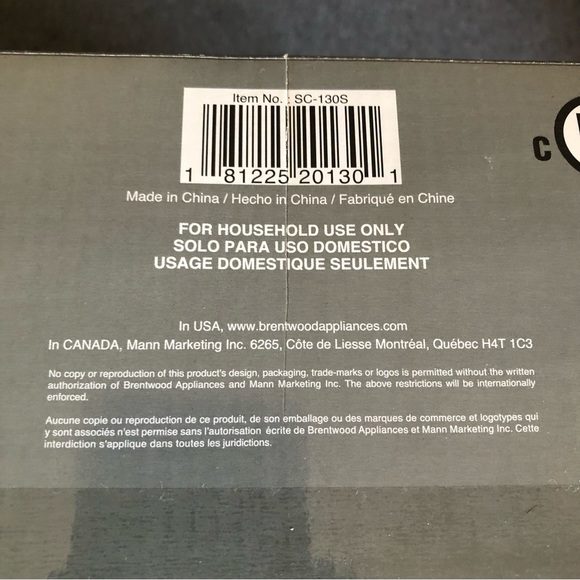 Item No. : SC-130S
1 81225 20130 1
Made in China / Hecho in China / Fabriqué en Chine
FOR HOUSEHOLD USE ONLY
SOLO PARA USO DOMESTICO
USAGE DOMESTIQUE SEULEMENT
C
In USA, www.brentwoodappliances.com
In CANADA, Mann Marketing Inc. 6265, Côte de Liesse Montréal, Québec H4T 1C3
No copy or reproduction of this product's design, packaging, trade-marks or logos is permitted without the written
authorization of Brentwood Appliances and Mann Marketing Inc. The above restrictions will be internationally
enforced.
Aucune copie ou reproduction de ce produit, de son emballage ou des marques de commerce et logotypes qui
y sont associés n'est permise sans l'autorisation écrite de Brentwood Appliances et Mann Marketing Inc. Cette
interdiction s'applique dans toutes les juridictions.